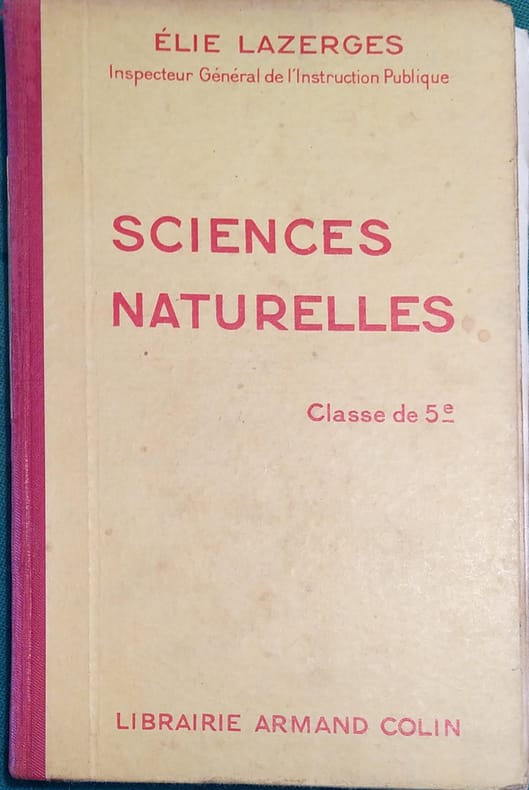 ÉLIE LAZERGES
Inspecteur Général de l'Instruction Publique
SCIENCES
NATURELLES
Classe de 5e
LIBRAIRIE ARMAND COLIN